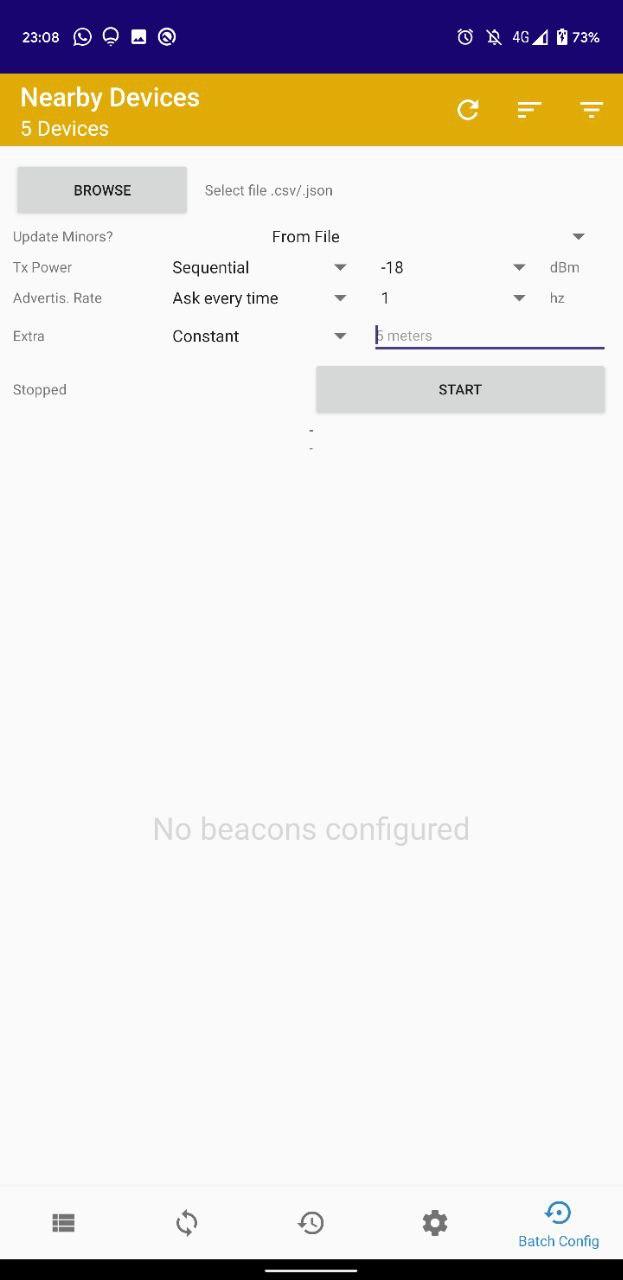 23:08 4G 73%
Nearby Devices
5 Devices
BROWSE Select file .csv/.json
Update Minors? From File
Tx Power Sequential -18 dBm
Advertis. Rate Ask every time 1 hz
Extra Constant 5 meters
Stopped START
-
-
No beacons configured
Batch Config